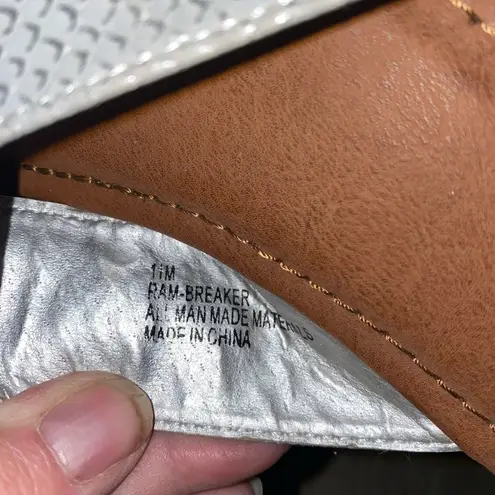 11M
RAM-BREAKER
ALL MAN MADE MATERIALS
MADE IN CHINA